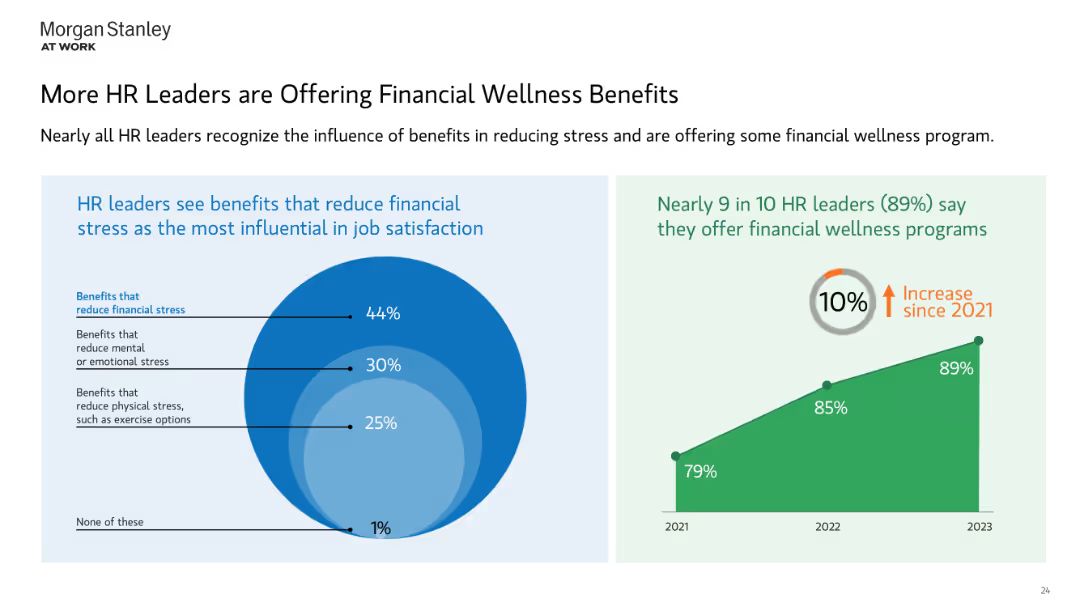 Morgan Stanley
AT WORK
More HR Leaders are Offering Financial Wellness Benefits
Nearly all HR leaders recognize the influence of benefits in reducing stress and are offering some financial wellness program.
HR leaders see benefits that reduce financial
stress as the most influential in job satisfaction
Benefits that
reduce financial stress
44%
Benefits that
reduce mental
or emotional stress
30%
Benefits that
reduce physical stress,
such as exercise options
25%
None of these
1%
Nearly 9 in 10 HR leaders (89%) say
they offer financial wellness programs
10%
Increase
since 2021
89%
85%
79%
2021
2022
2023
24